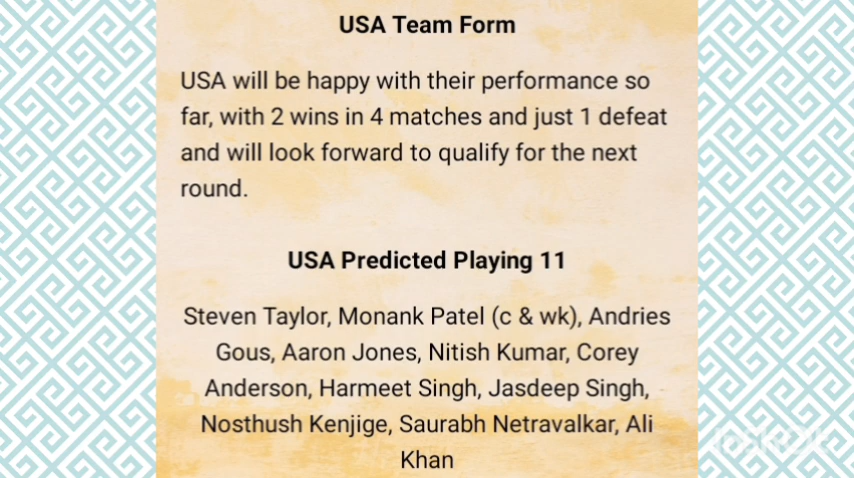 USA Team Form
USA will be happy with their performance so
far, with 2 wins in 4 matches and just 1 defeat
and will look forward to qualify for the next
round.
USA Predicted Playing 11
Steven Taylor, Monank Patel (c & wk), Andries
Gous, Aaron Jones, Nitish Kumar, Corey
Anderson, Harmeet Singh, Jasdeep Singh,
Nosthush Kenjige, Saurabh Netravalkar, Ali
Khan